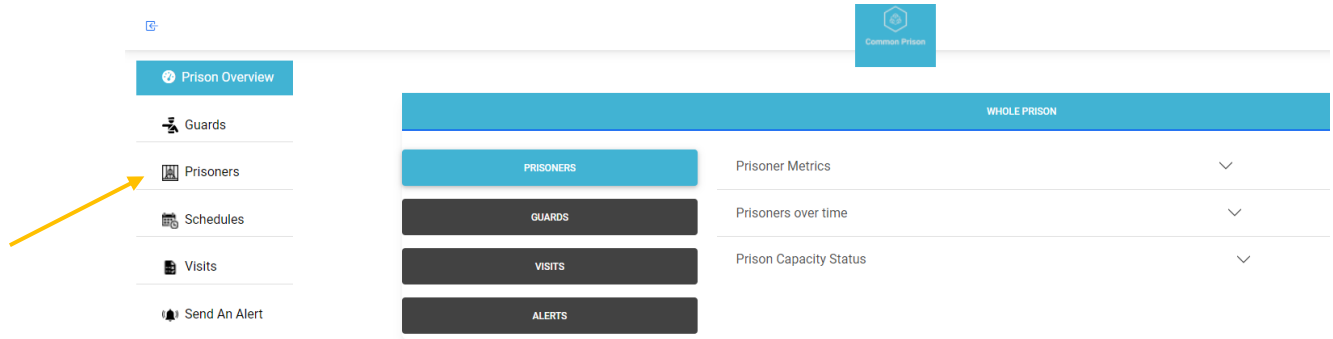 Common Prison
Prison Overview
Guards
Prisoners
Schedules
Visits
Send An Alert
WHOLE PRISON
PRISONERS
GUARDS
VISITS
ALERTS
Prisoner Metrics
Prisoners over time
Prison Capacity Status